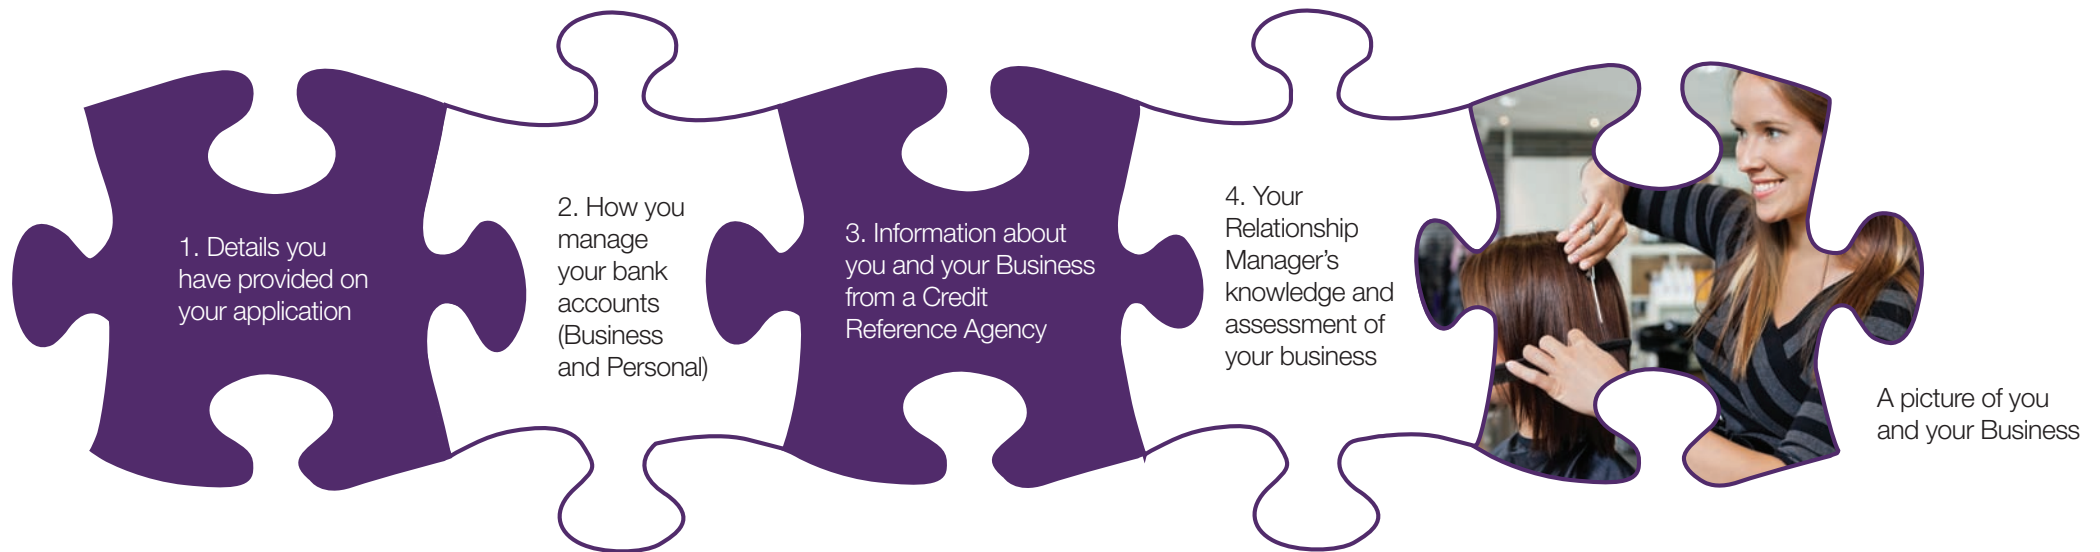 1. Details you
have provided on
your application
2. How you
manage
your bank
accounts
(Business
and Personal)
3. Information about
you and your Business
from a Credit
Reference Agency
4. Your
Relationship
Manager’s
knowledge and
assessment of
your business
A picture of you
and your Business